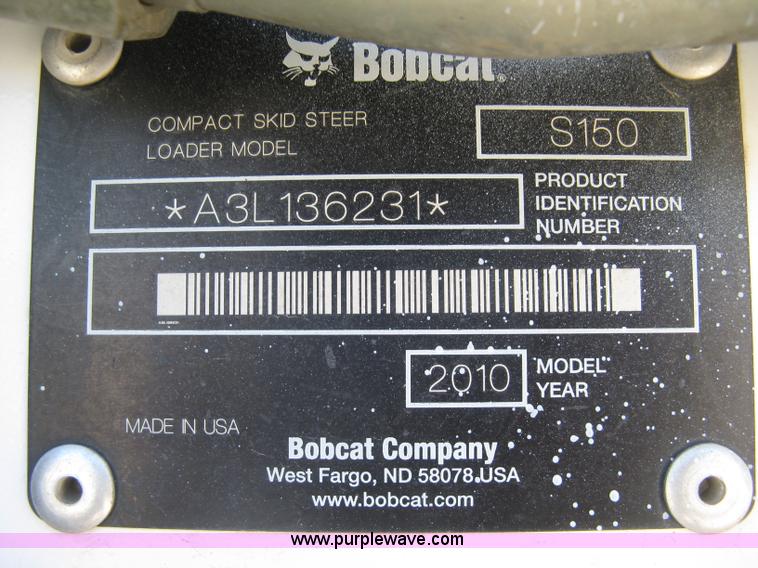 Bobcat®
COMPACT SKID STEER
LOADER MODEL
S150
*A3L136231*
PRODUCT
IDENTIFICATION
NUMBER
2010
MODEL
YEAR
MADE IN USA
Bobcat Company
West Fargo, ND 58078 USA
www.bobcat.com
www.purplewave.com